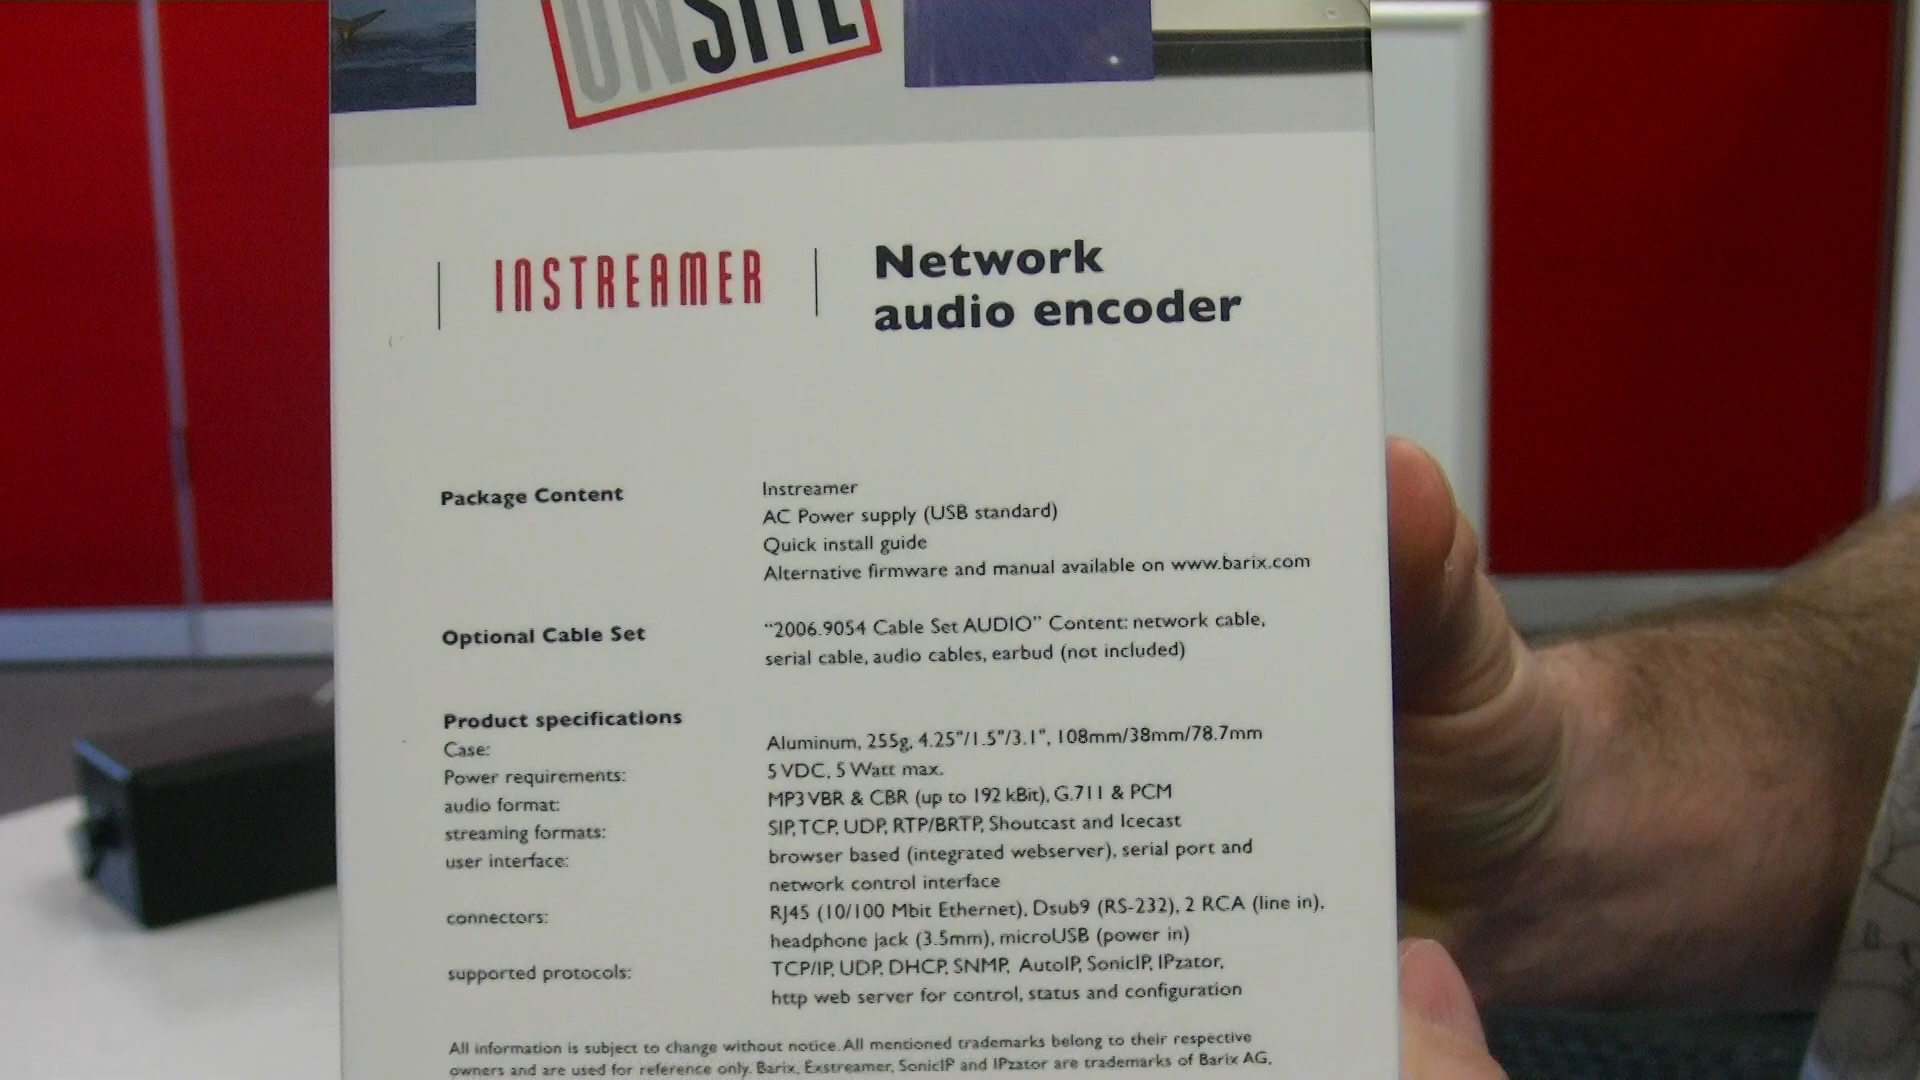 ONSITE
INSTREAMER
Network
audio encoder
Package Content
Instreamer
AC Power supply (USB standard)
Quick install guide
Alternative firmware and manual available on www.barix.com
Optional Cable Set
"2006.9054 Cable Set AUDIO" Content: network cable,
serial cable, audio cables, earbud (not included)
Product specifications
Case: Aluminum, 255g, 4.25"/1.5"/3.1", 108mm/38mm/78.7mm
Power requirements: 5 VDC, 5 Watt max.
audio format: MP3 VBR & CBR (up to 192 kBit), G.711 & PCM
streaming formats: SIP, TCP, UDP, RTP/BRTP, Shoutcast and Icecast
user interface: browser based (integrated webserver), serial port and
network control interface
connectors: RJ45 (10/100 Mbit Ethernet), Dsub9 (RS-232), 2 RCA (line in),
headphone jack (3.5mm), microUSB (power in)
supported protocols: TCP/IP, UDP, DHCP, SNMP, AutoIP, SonicIP, IPzator,
http web server for control, status and configuration
All information is subject to change without notice. All mentioned trademarks belong to their respective
owners and are used for reference only. Barix, Exstreamer, SonicIP and IPzator are trademarks of Barix AG,